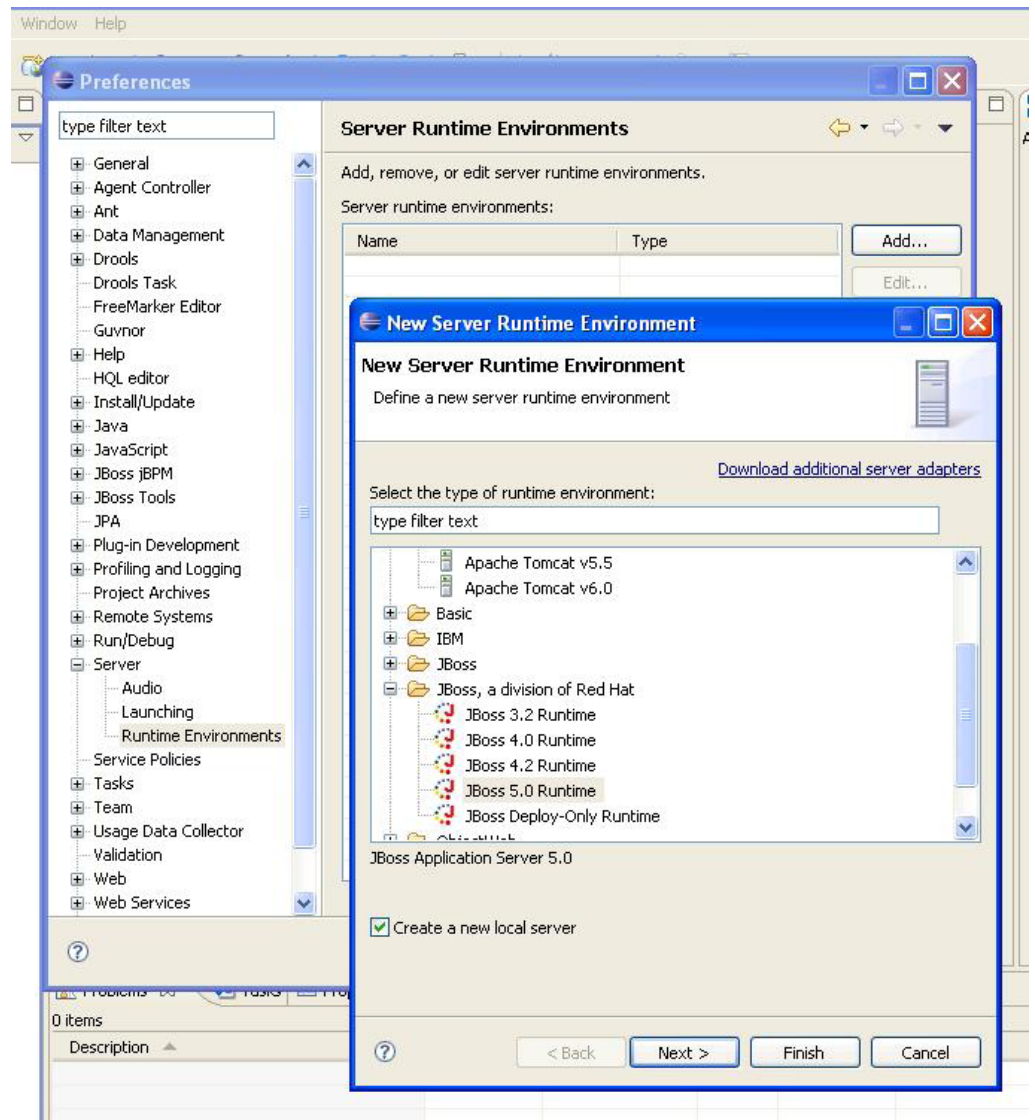 Window Help
Preferences
type filter text
Server Runtime Environments
General
Agent Controller
Ant
Data Management
Drools
Drools Task
FreeMarker Editor
Guvnor
Help
HQL editor
Install/Update
Java
JavaScript
JBoss jBPM
JBoss Tools
JPA
Plug-in Development
Profiling and Logging
Project Archives
Remote Systems
Run/Debug
Server
Audio
Launching
Runtime Environments
Service Policies
Tasks
Team
Usage Data Collector
Validation
Web
Web Services
Add, remove, or edit server runtime environments.
Server runtime environments:
Name Type
Add...
Edit...
New Server Runtime Environment
New Server Runtime Environment
Define a new server runtime environment
Download additional server adapters
Select the type of runtime environment:
type filter text
Apache Tomcat v5.5
Apache Tomcat v6.0
Basic
IBM
JBoss
JBoss, a division of Red Hat
JBoss 3.2 Runtime
JBoss 4.0 Runtime
JBoss 4.2 Runtime
JBoss 5.0 Runtime
JBoss Deploy-Only Runtime
JBoss Application Server 5.0
Create a new local server
< Back Next > Finish Cancel
0 items
Description